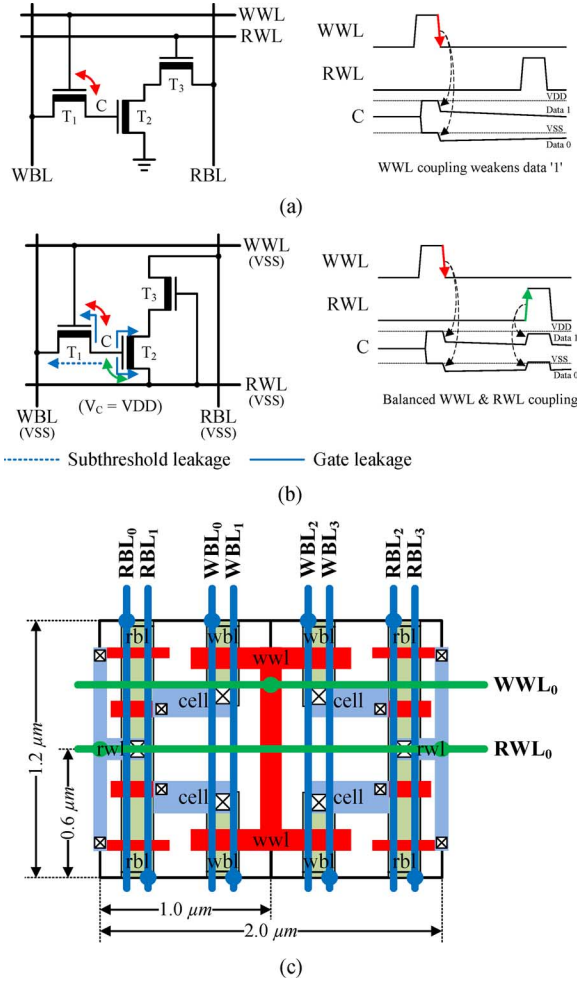 WWL
RWL
T3
C
T1
T2
WBL
RBL
WWL
RWL
VDD
Data 1
C
VSS
Data 0
WWL coupling weakens data '1'
(a)
WWL
(VSS)
T3
C
T1
T2
RWL
(VSS)
WBL
(VSS)
(VC = VDD)
RBL
(VSS)
WWL
RWL
VDD
Data 1
C
VSS
Data 0
Balanced WWL & RWL coupling
Subthreshold leakage
Gate leakage
(b)
RBL0
RBL1
WBL0
WBL1
WBL2
WBL3
RBL2
RBL3
rbl
wbl
wbl
rbl
wwl
WWL0
cell
cell
rwl
rwl
RWL0
cell
cell
wwl
rbl
wbl
wbl
rbl
1.2 μm
0.6 μm
1.0 μm
2.0 μm
(c)